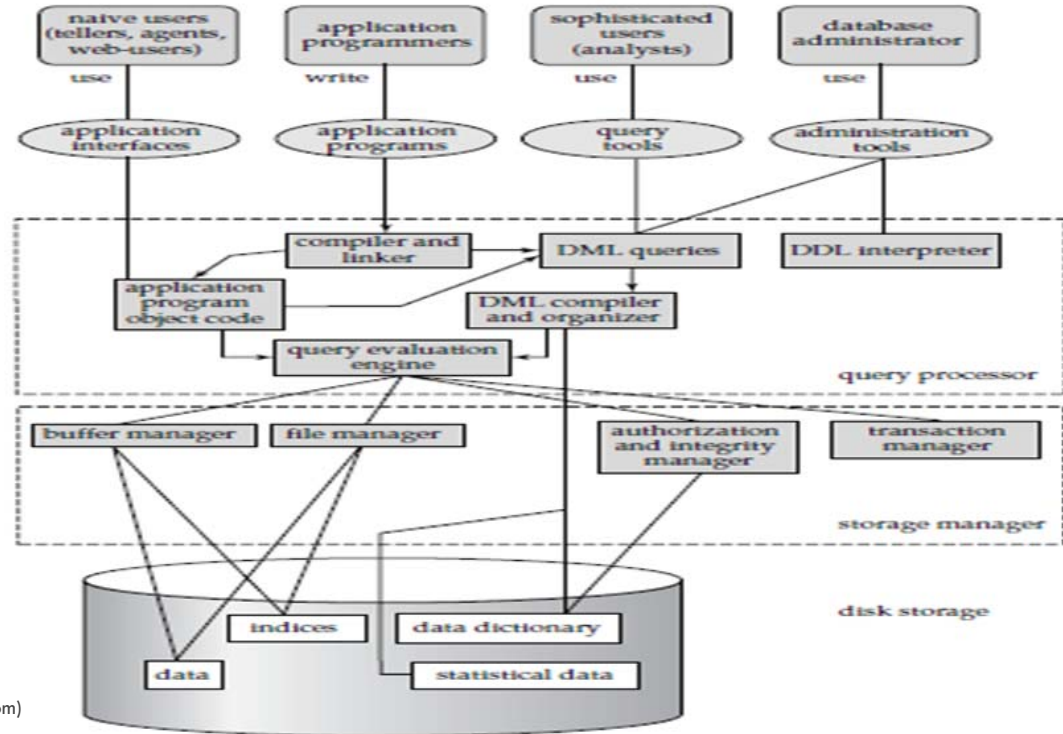 naive users
(tellers, agents,
web-users)
application
programmers
sophisticated
users
(analysts)
database
administrator
use
write
use
use
application
interfaces
application
programs
query
tools
administration
tools
compiler and
linker
DML queries
DDL interpreter
application
program
object code
DML compiler
and organizer
query evaluation
engine
query processor
buffer manager
file manager
authorization
and integrity
manager
transaction
manager
storage manager
disk storage
indices
data dictionary
data
statistical data
om)